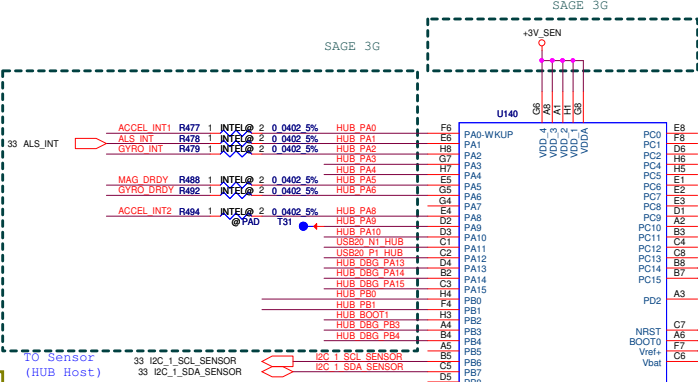 SAGE 3G
+3V_SEN
SAGE 3G
U140
G6 A8 A1 H1 G8
VDD_4 VDD_3 VDD_2 VDD_1 VDDA
ACCEL_INT1 R477 1 INTEL@ 2 0_0402_5% HUB_PA0 F6 PA0-WKUP PC0 E8
33 ALS_INT ALS_INT R478 1 INTEL@ 2 0_0402_5% HUB_PA1 E6 PA1 PC1 F8
GYRO_INT R479 1 INTEL@ 2 0_0402_5% HUB_PA2 H8 PA2 PC2 D6
HUB_PA3 G7 PA3 PC4 H6
HUB_PA4 H7 PA4 PC5 H5
MAG_DRDY R488 1 INTEL@ 2 0_0402_5% HUB_PA5 E5 PA5 PC6 E1
GYRO_DRDY R492 1 INTEL@ 2 0_0402_5% HUB_PA6 G5 PA6 PC7 E2
G4 PA7 PC8 E3
ACCEL_INT2 R494 1 INTEL@ 2 0_0402_5% HUB_PA8 E4 PA8 PC9 D1
@PAD T31 HUB_PA9 D2 PA9 PC10 A2
HUB_PA10 D3 PA10 PC11 B3
USB20_N1_HUB C1 PA11 PC12 C4
USB20_P1_HUB C2 PA12 PC13 C8
HUB_DBG_PA13 D4 PA13 PC14 B8
HUB_DBG_PA14 B2 PA14 PC15 B7
HUB_DBG_PA15 C3 PA15
HUB_PB0 H4 PB0 PD2 A3
HUB_PB1 F4 PB1
HUB_BOOT1 H3 PB2
HUB_DBG_PB3 A4 PB3 NRST C7
HUB_DBG_PB4 B4 PB4 BOOT0 A6
A5 PB5 Vref+ F7
TO Sensor 33 I2C_1_SCL_SENSOR I2C_1_SCL_SENSOR B5 PB6 Vbat C6
(HUB Host) 33 I2C_1_SDA_SENSOR I2C_1_SDA_SENSOR C5 PB7
D5